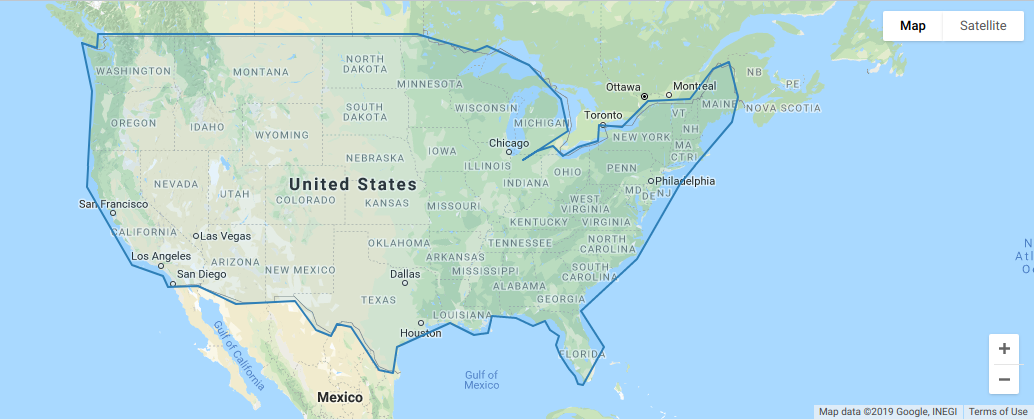 Map
Satellite
WASHINGTON
MONTANA
NORTH
DAKOTA
MINNESOTA
Ottawa
Montreal
NB
PE
MAINE
NOVA SCOTIA
OREGON
IDAHO
WYOMING
SOUTH
DAKOTA
WISCONSIN
MICHIGAN
Toronto
VT
NH
NEW YORK
MA
CT
RI
NEBRASKA
IOWA
Chicago
ILLINOIS
INDIANA
OHIO
PENN
Philadelphia
MD
DE
NJ
NEVADA
UTAH
United States
COLORADO
KANSAS
MISSOURI
WEST
VIRGINIA
KENTUCKY
VIRGINIA
San Francisco
CALIFORNIA
Las Vegas
ARIZONA
NEW MEXICO
OKLAHOMA
ARKANSAS
TENNESSEE
NORTH
CAROLINA
Los Angeles
San Diego
Dallas
MISSISSIPPI
ALABAMA
SOUTH
CAROLINA
GEORGIA
TEXAS
LOUISIANA
Houston
FLORIDA
Gulf of California
Gulf of
Mexico
Mexico
Map data ©2019 Google, INEGI
Terms of Use